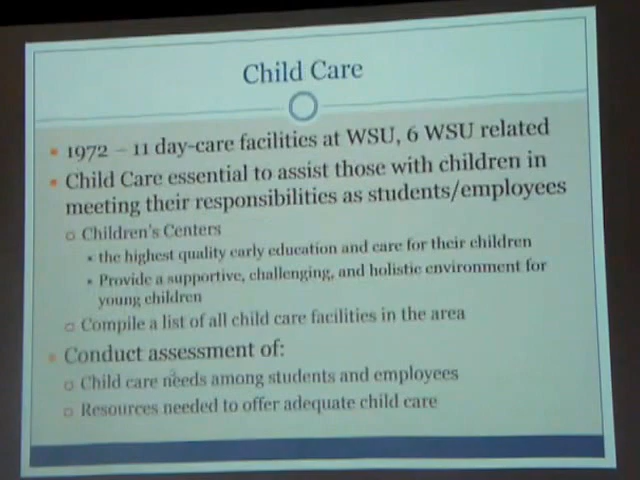 Child Care
1972 – 11 day-care facilities at WSU, 6 WSU related
Child Care essential to assist those with children in
meeting their responsibilities as students/employees
Children's Centers
the highest quality early education and care for their children
Provide a supportive, challenging, and holistic environment for
young children
Compile a list of all child care facilities in the area
Conduct assessment of:
Child care needs among students and employees
Resources needed to offer adequate child care